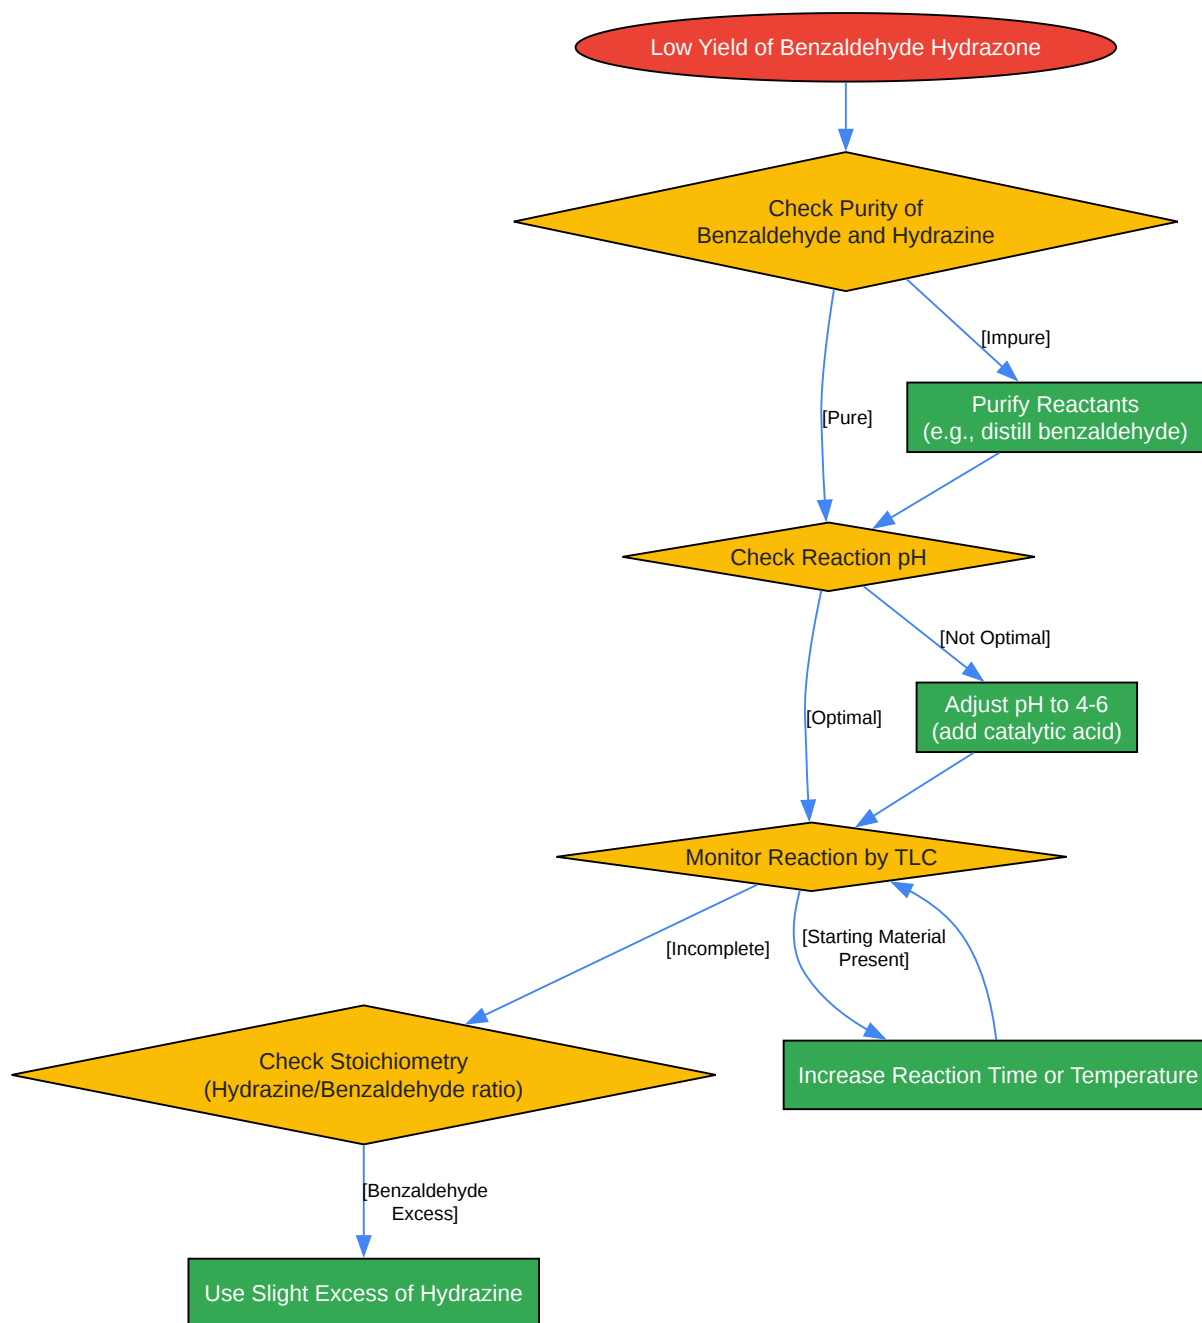 Low Yield of Benzaldehyde Hydrazone
Check Purity of
Benzaldehyde and Hydrazine
[Impure]
[Pure]
Purify Reactants
(e.g., distill benzaldehyde)
Check Reaction pH
[Not Optimal]
[Optimal]
Adjust pH to 4-6
(add catalytic acid)
Monitor Reaction by TLC
[Incomplete]
[Starting Material
Present]
Check Stoichiometry
(Hydrazine/Benzaldehyde ratio)
Increase Reaction Time or Temperature
[Benzaldehyde
Excess]
Use Slight Excess of Hydrazine